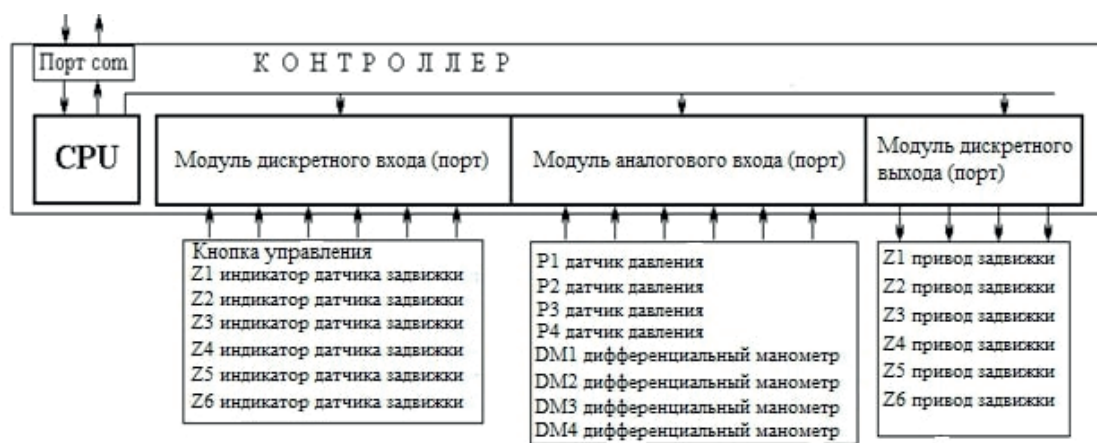 Порт com
К О Н Т Р О Л Л Е Р
CPU
Модуль дискретного входа (порт)
Модуль аналогового входа (порт)
Модуль дискретного
выхода (порт)
Кнопка управления
Z1 индикатор датчика задвижки
Z2 индикатор датчика задвижки
Z3 индикатор датчика задвижки
Z4 индикатор датчика задвижки
Z5 индикатор датчика задвижки
Z6 индикатор датчика задвижки
P1 датчик давления
P2 датчик давления
P3 датчик давления
P4 датчик давления
DM1 дифференциальный манометр
DM2 дифференциальный манометр
DM3 дифференциальный манометр
DM4 дифференциальный манометр
Z1 привод задвижки
Z2 привод задвижки
Z3 привод задвижки
Z4 привод задвижки
Z5 привод задвижки
Z6 привод задвижки